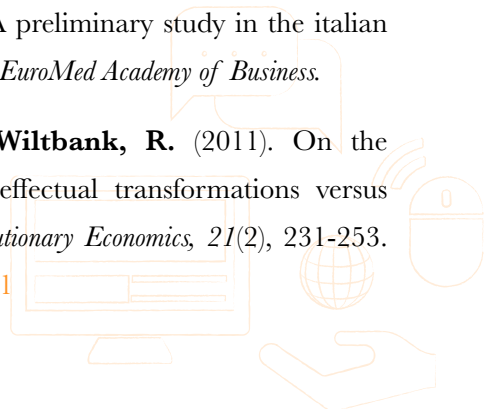 A preliminary study in the italian
EuroMed Academy of Business.
Wiltbank, R. (2011). On the
effectual transformations versus
utionary Economics, 21(2), 231-253.